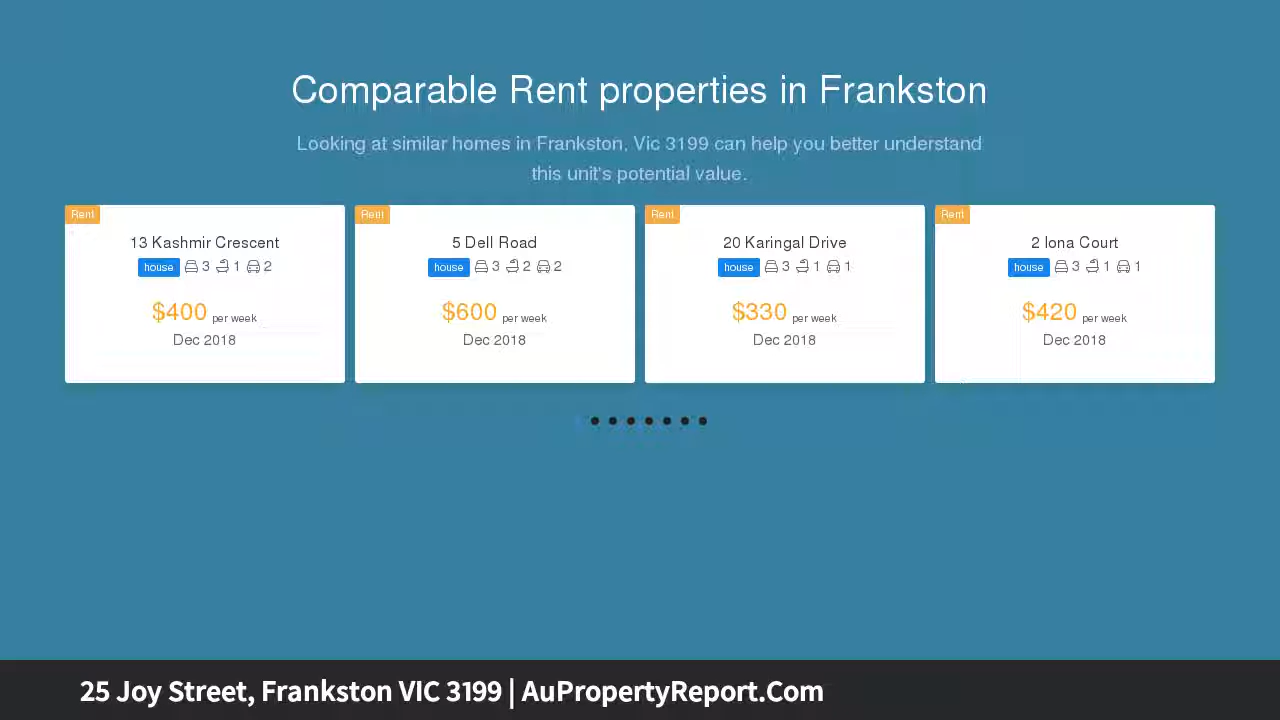 Comparable Rent properties in Frankston
Looking at similar homes in Frankston, Vic 3199 can help you better understand
this unit's potential value.
Rent
13 Kashmir Crescent
house 3 1 2
$400 per week
Dec 2018
Rent
5 Dell Road
house 3 2 2
$600 per week
Dec 2018
Rent
20 Karingal Drive
house 3 1 1
$330 per week
Dec 2018
Rent
2 Iona Court
house 3 1 1
$420 per week
Dec 2018
25 Joy Street, Frankston VIC 3199 | AuPropertyReport.Com